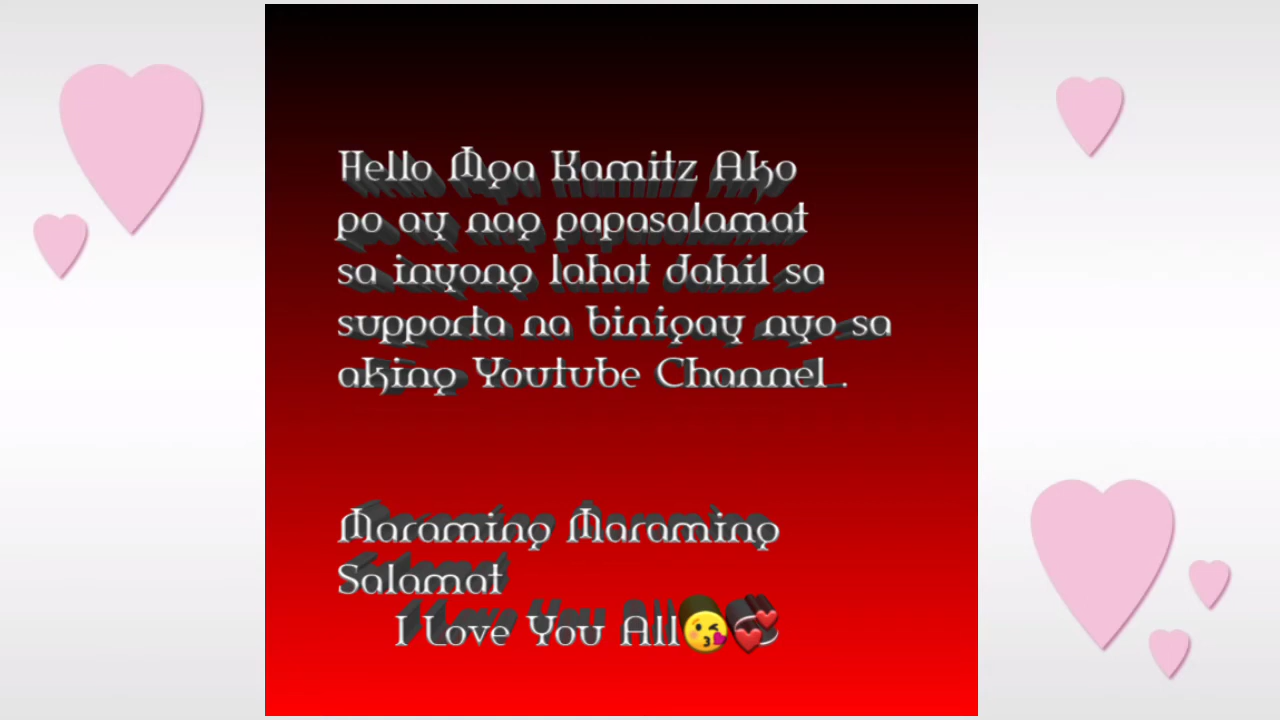 Hello Mga Kamitz Ako
po ay nag papasalamat
sa inyong lahat dahil sa
supporta na binigay nyo sa
aking Youtube Channel .
Maraming Maraming
Salamat
I Love You All😘💞